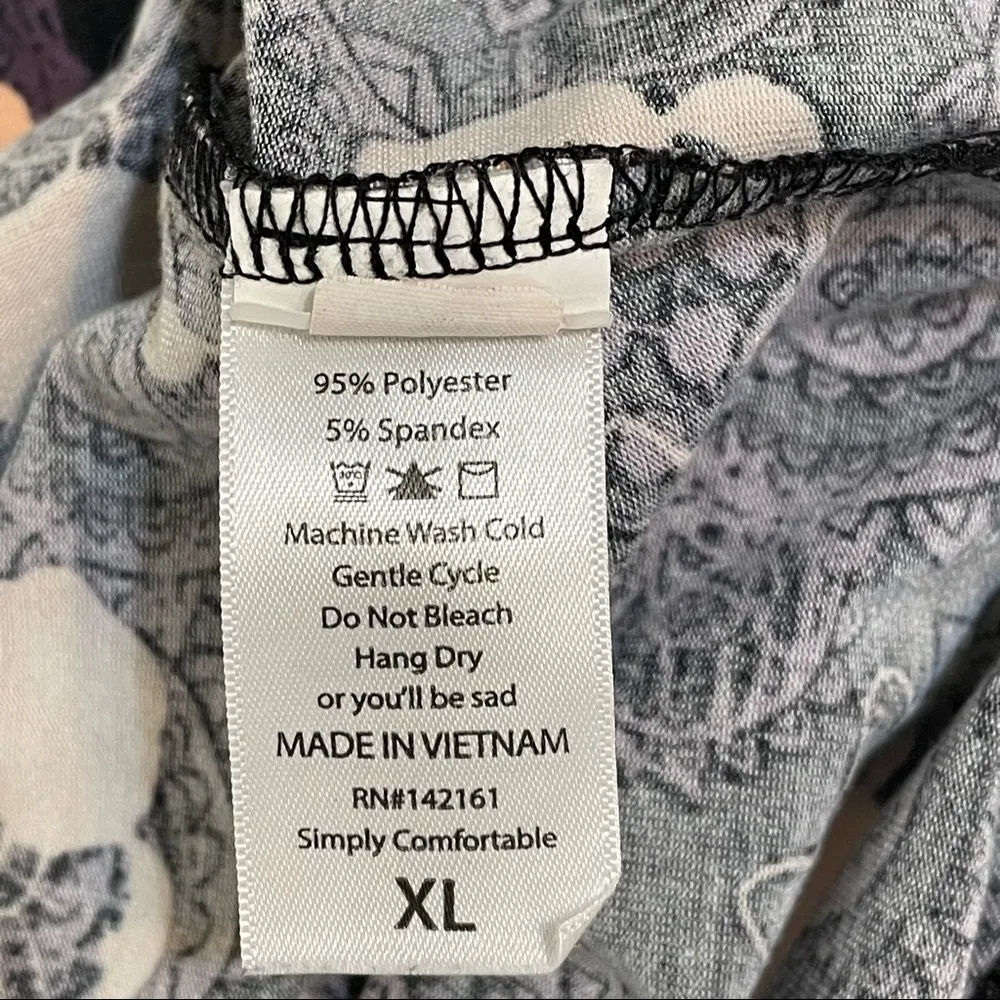 95% Polyester
5% Spandex
30°C
Machine Wash Cold
Gentle Cycle
Do Not Bleach
Hang Dry
or you'll be sad
MADE IN VIETNAM
RN#142161
Simply Comfortable
XL